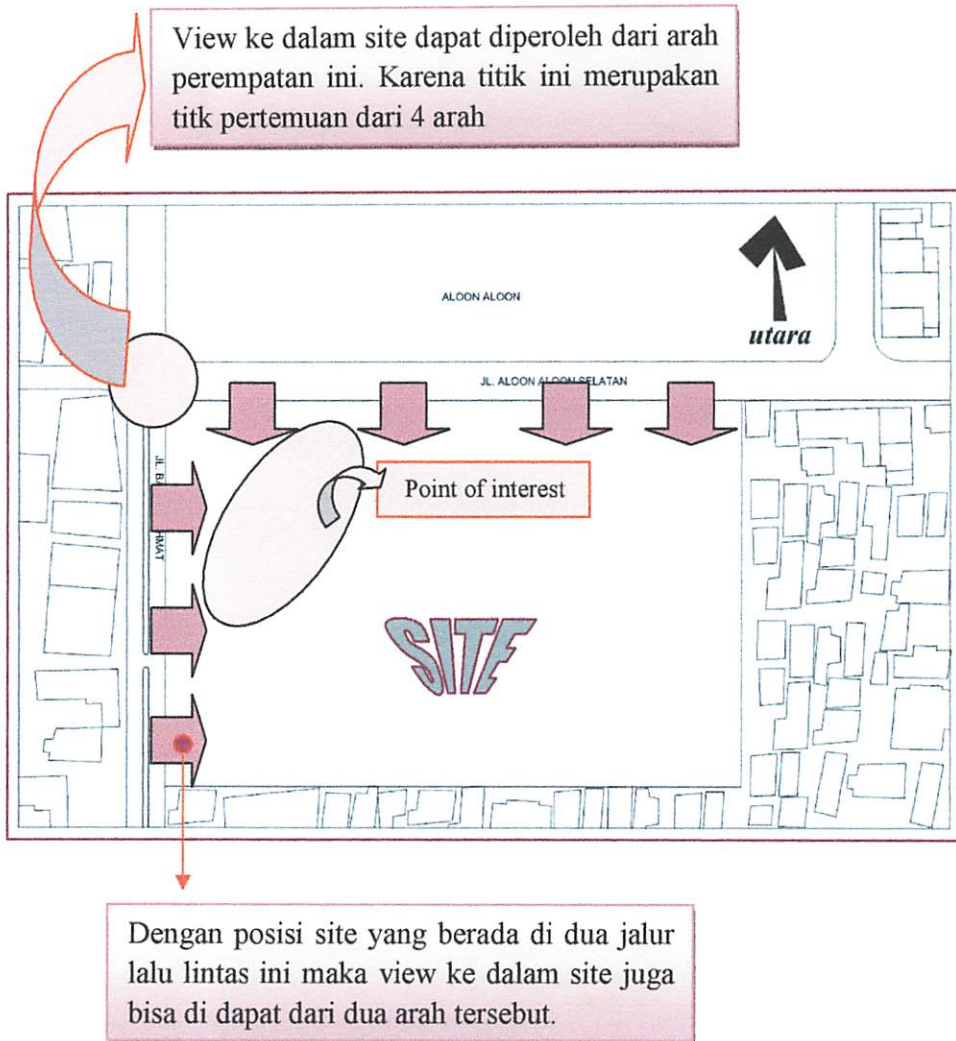 View ke dalam site dapat diperoleh dari arah
perempatan ini. Karena titik ini merupakan
titk pertemuan dari 4 arah
ALOON ALOON
utara
JL. ALOON ALOON SELATAN
JL. B
HMAT
Point of interest
SITE
Dengan posisi site yang berada di dua jalur
lalu lintas ini maka view ke dalam site juga
bisa di dapat dari dua arah tersebut.